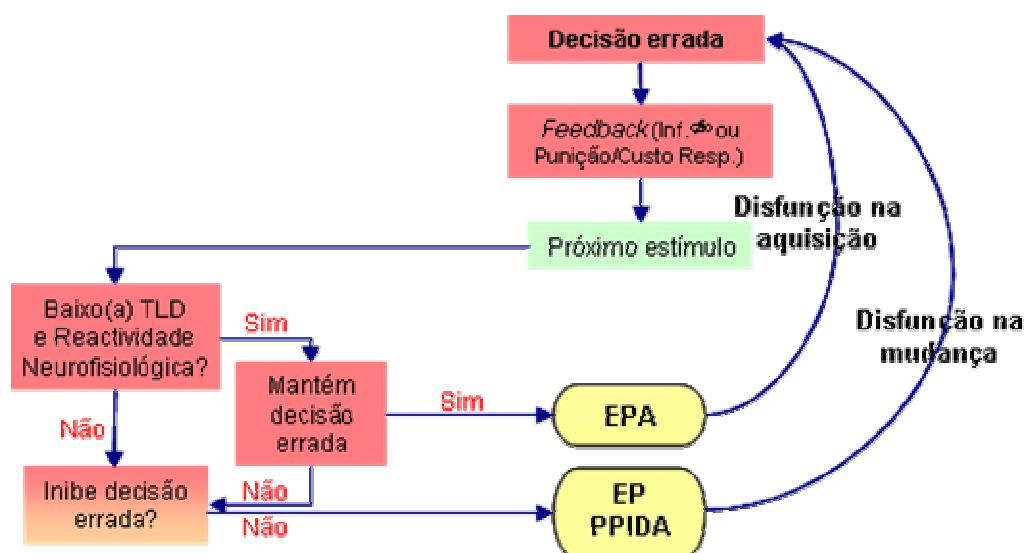 Decisão errada
Feedback (Inf. ou
Punição/Custo Resp.)
Disfunção na
aquisição
Próximo estímulo
Baixo(a) TLD
e Reactividade
Neurofisiológica?
Sim
Disfunção na
mudança
Mantém
decisão
errada
Sim
EPA
Não
Inibe decisão
errada?
Não
Não
EP
PPIDA